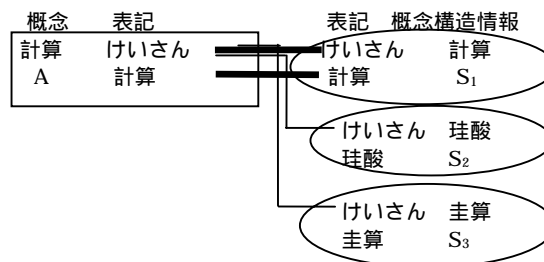 概念 表記 表記 概念構造情報
計算 けいさん けいさん 計算
A 計算 計算 S₁
けいさん 珪酸
珪酸 S₂
けいさん 圭算
圭算 S₃